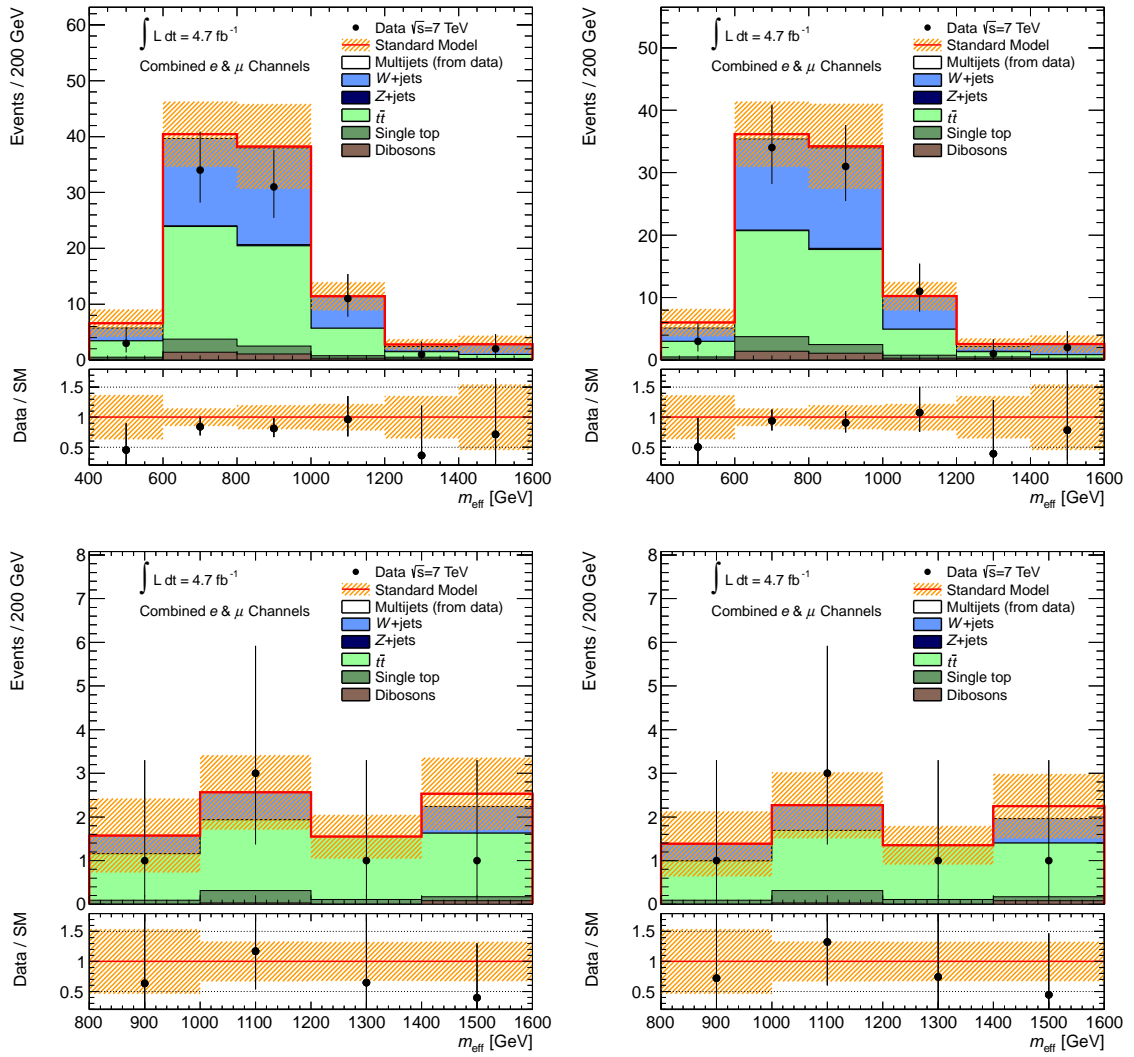 Events / 200 GeV
60
50
40
30
20
10
0
∫ L dt = 4.7 fb⁻¹
Combined e & μ Channels
Data √s=7 TeV
Standard Model
Multijets (from data)
W+jets
Z+jets
tt̄
Single top
Dibosons
Data / SM
1.5
1
0.5
400 600 800 1000 1200 1400 1600
m_eff [GeV]
Events / 200 GeV
50
40
30
20
10
0
∫ L dt = 4.7 fb⁻¹
Combined e & μ Channels
Data √s=7 TeV
Standard Model
Multijets (from data)
W+jets
Z+jets
tt̄
Single top
Dibosons
Data / SM
1.5
1
0.5
400 600 800 1000 1200 1400 1600
m_eff [GeV]
Events / 200 GeV
8
7
6
5
4
3
2
1
0
∫ L dt = 4.7 fb⁻¹
Combined e & μ Channels
Data √s=7 TeV
Standard Model
Multijets (from data)
W+jets
Z+jets
tt̄
Single top
Dibosons
Data / SM
1.5
1
0.5
800 900 1000 1100 1200 1300 1400 1500 1600
m_eff [GeV]
Events / 200 GeV
8
7
6
5
4
3
2
1
0
∫ L dt = 4.7 fb⁻¹
Combined e & μ Channels
Data √s=7 TeV
Standard Model
Multijets (from data)
W+jets
Z+jets
tt̄
Single top
Dibosons
Data / SM
1.5
1
0.5
800 900 1000 1100 1200 1300 1400 1500 1600
m_eff [GeV]